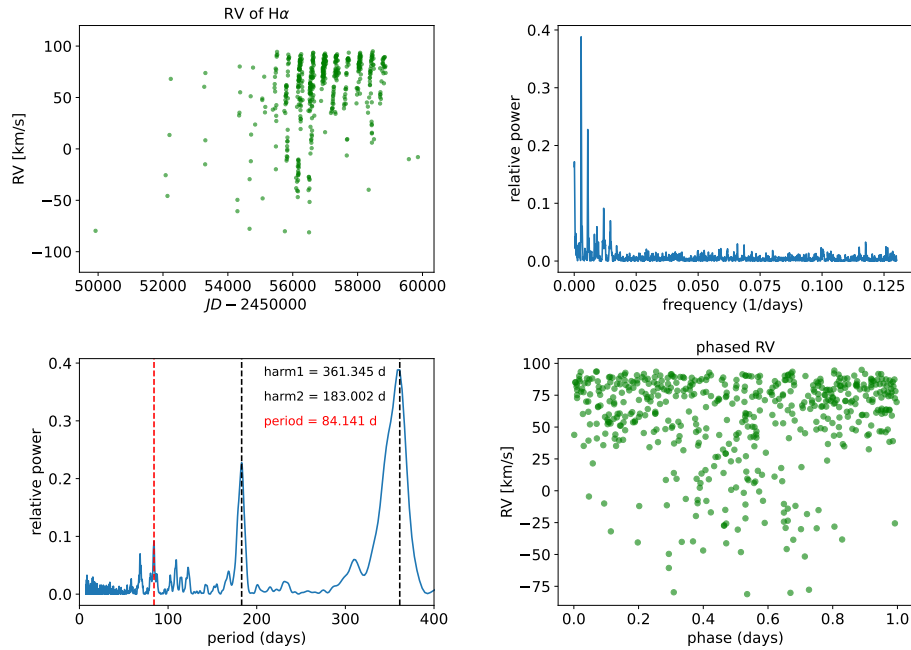 RV of Hα
RV [km/s]
100
50
0
−50
−100
50000 52000 54000 56000 58000 60000
JD − 2450000
relative power
0.4
0.3
0.2
0.1
0.0
0.000 0.025 0.050 0.075 0.100 0.125
frequency (1/days)
relative power
0.4
0.3
0.2
0.1
0.0
harm1 = 361.345 d
harm2 = 183.002 d
period = 84.141 d
0 100 200 300 400
period (days)
phased RV
RV [km/s]
100
75
50
25
0
−25
−50
−75
0.0 0.2 0.4 0.6 0.8 1.0
phase (days)